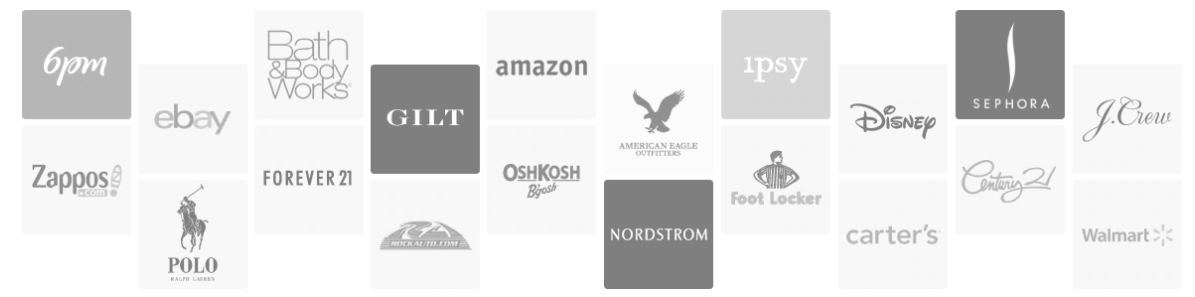 6pm
Zappos
.com
ebay
POLO
RALPH LAUREN
Bath
& Body
Works®
FOREVER 21
GILT
ROCKAUTO.COM
amazon
OSHKOSH
B'gosh
AMERICAN EAGLE
OUTFITTERS
NORDSTROM
ipsy
Foot Locker
Disney
carter's
SEPHORA
Century 21
J.Crew
Walmart